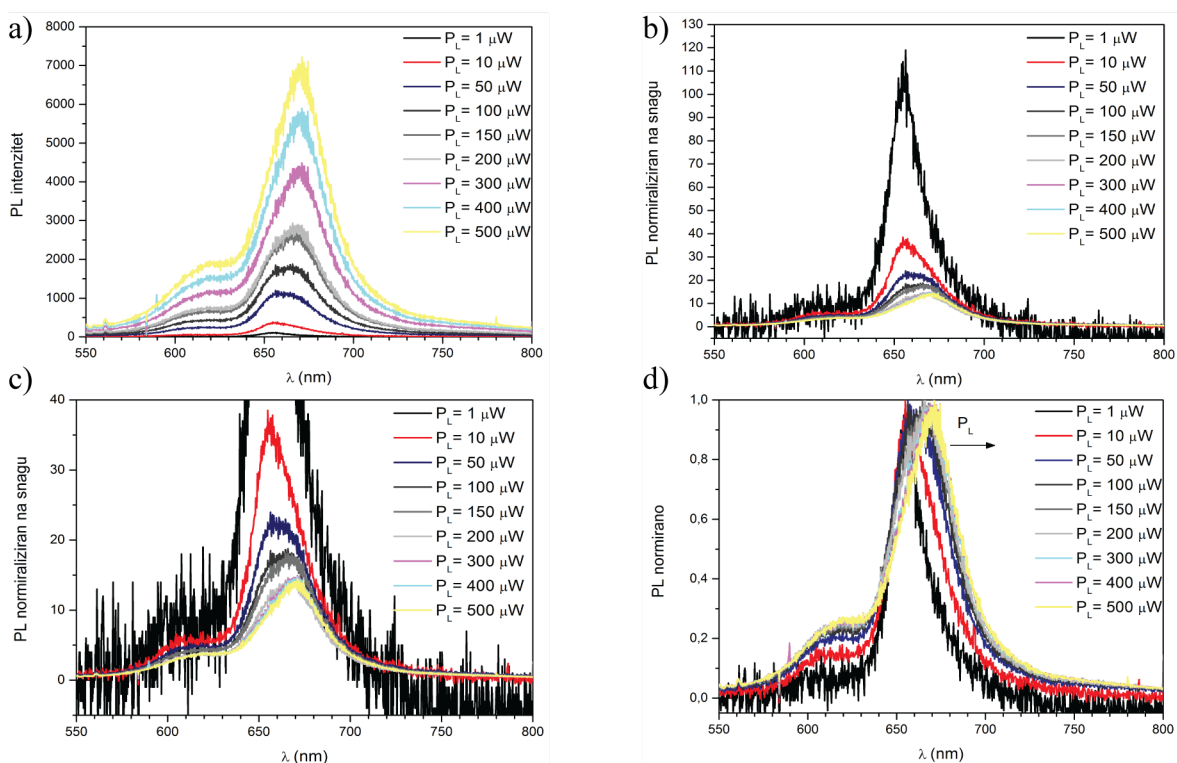 a)
PL intenzitet
8000
7000
6000
5000
4000
3000
2000
1000
0
550 600 650 700 750 800
λ (nm)
P_L= 1 μW
P_L= 10 μW
P_L= 50 μW
P_L= 100 μW
P_L= 150 μW
P_L= 200 μW
P_L= 300 μW
P_L= 400 μW
P_L= 500 μW
b)
PL normiraliziran na snagu
130
120
110
100
90
80
70
60
50
40
30
20
10
0
550 600 650 700 750 800
λ (nm)
P_L= 1 μW
P_L= 10 μW
P_L= 50 μW
P_L= 100 μW
P_L= 150 μW
P_L= 200 μW
P_L= 300 μW
P_L= 400 μW
P_L= 500 μW
c)
PL normiraliziran na snagu
40
30
20
10
0
550 600 650 700 750 800
λ (nm)
P_L= 1 μW
P_L= 10 μW
P_L= 50 μW
P_L= 100 μW
P_L= 150 μW
P_L= 200 μW
P_L= 300 μW
P_L= 400 μW
P_L= 500 μW
d)
PL normirano
1,0
0,8
0,6
0,4
0,2
0,0
550 600 650 700 750 800
λ (nm)
P_L
P_L= 1 μW
P_L= 10 μW
P_L= 50 μW
P_L= 100 μW
P_L= 150 μW
P_L= 200 μW
P_L= 300 μW
P_L= 400 μW
P_L= 500 μW